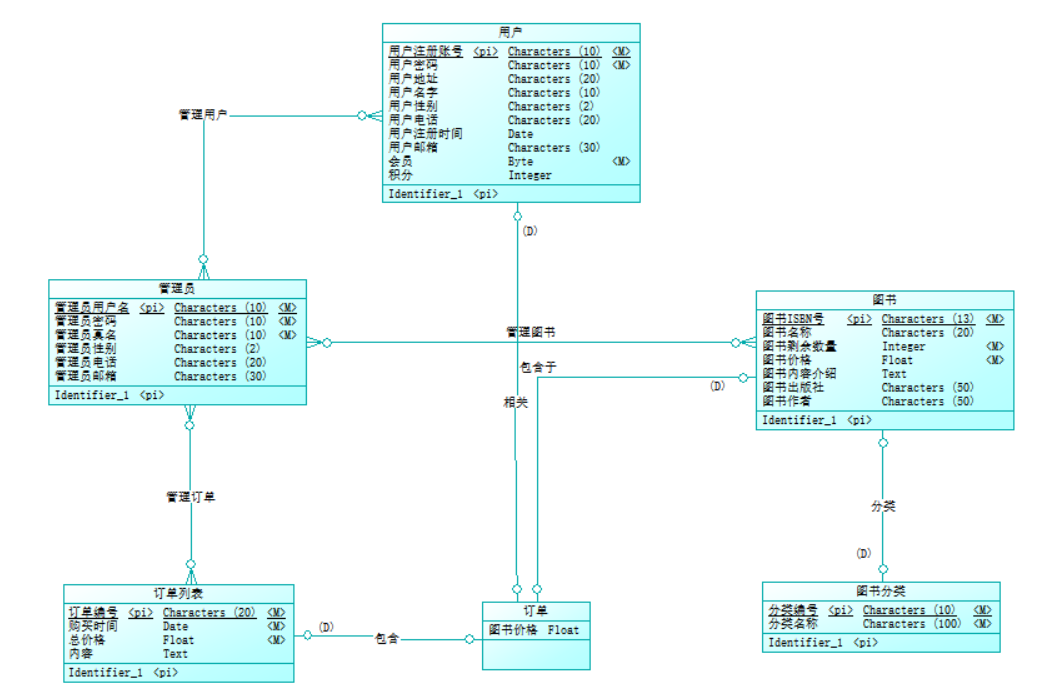 用户
用户注册账号 <pi> Characters (10) <M>
用户密码 Characters (10) <M>
用户地址 Characters (20)
用户名字 Characters (10)
用户性别 Characters (2)
用户电话 Characters (20)
用户注册时间 Date
用户邮箱 Characters (30)
会员 Byte <M>
积分 Integer
Identifier_1 <pi>
管理用户
(D)
管理员
管理员用户名 <pi> Characters (10) <M>
管理员密码 Characters (10) <M>
管理员真名 Characters (10) <M>
管理员性别 Characters (2)
管理员电话 Characters (20)
管理员邮箱 Characters (30)
Identifier_1 <pi>
管理图书
包含于
(D)
相关
图书
图书ISBN号 <pi> Characters (13) <M>
图书名称 Characters (20)
图书剩余数量 Integer <M>
图书价格 Float <M>
图书内容介绍 Text
图书出版社 Characters (50)
图书作者 Characters (50)
Identifier_1 <pi>
管理订单
分类
(D)
订单列表
订单编号 <pi> Characters (20) <M>
购买时间 Date <M>
总价格 Float <M>
内容 Text
Identifier_1 <pi>
(D)
包含
订单
图书价格 Float
图书分类
分类编号 <pi> Characters (10) <M>
分类名称 Characters (100) <M>
Identifier_1 <pi>